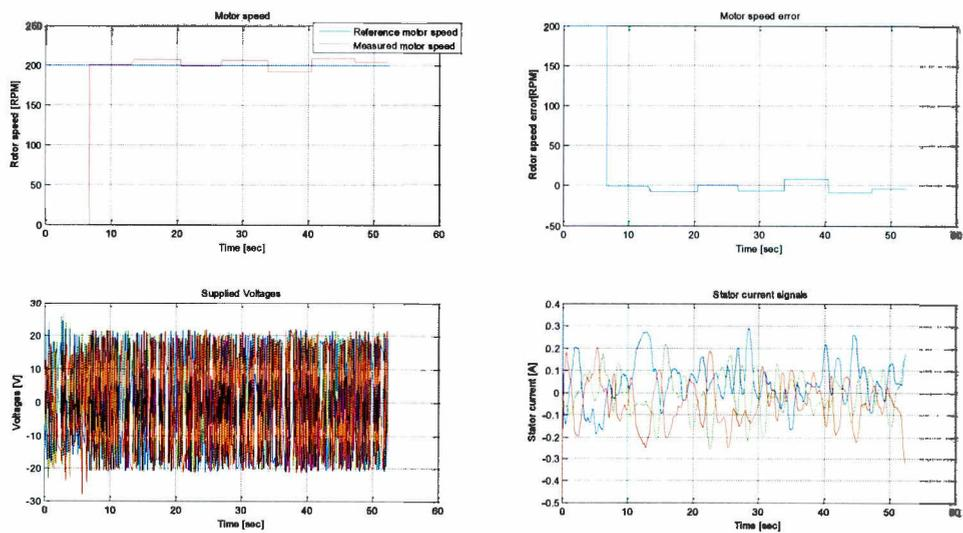 Motor speed
Reference motor speed
Measured motor speed
250
200
150
100
50
0
Rotor speed [RPM]
0 10 20 30 40 50 60
Time [sec]
Motor speed error
200
150
100
50
0
-50
Rotor speed error[RPM]
0 10 20 30 40 50
Time [sec]
Supplied Voltages
30
20
10
0
-10
-20
-30
Voltages [V]
0 10 20 30 40 50 60
Time [sec]
Stator current signals
0.4
0.3
0.2
0.1
0
-0.1
-0.2
-0.3
-0.4
-0.5
Stator current [A]
0 10 20 30 40 50
Time [sec]